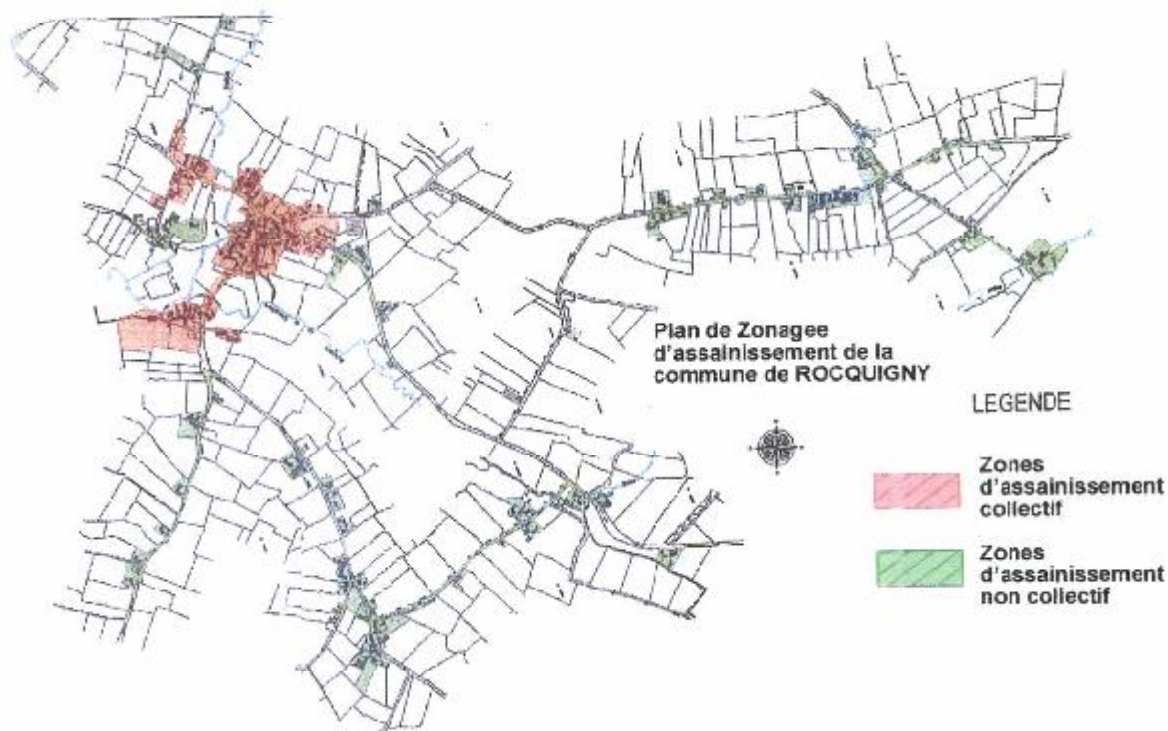 Plan de Zonagee
d'assainissement de la
commune de ROCQUIGNY
LEGENDE
Zones
d'assainissement
collectif
Zones
d'assainissement
non collectif